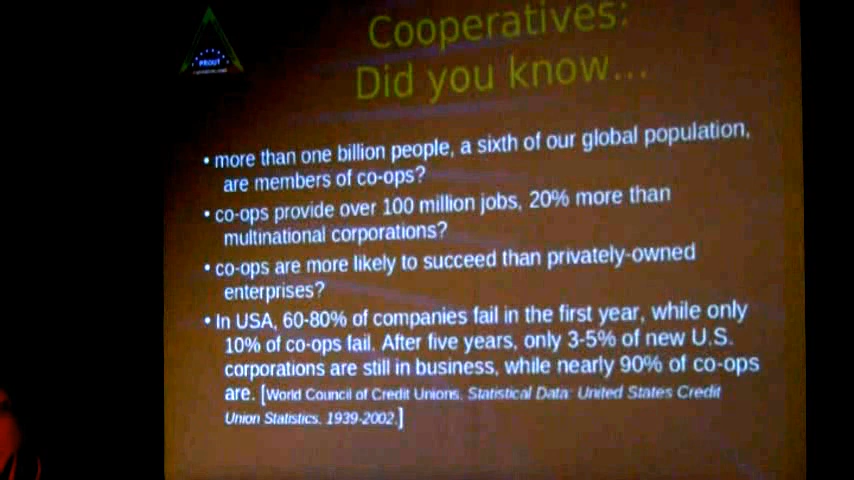 PROUT
Cooperatives:
Did you know...
• more than one billion people, a sixth of our global population,
are members of co-ops?
• co-ops provide over 100 million jobs, 20% more than
multinational corporations?
• co-ops are more likely to succeed than privately-owned
enterprises?
• In USA, 60-80% of companies fail in the first year, while only
10% of co-ops fail. After five years, only 3-5% of new U.S.
corporations are still in business, while nearly 90% of co-ops
are. [World Council of Credit Unions, Statistical Data: United States Credit
Union Statistics, 1939-2002.]